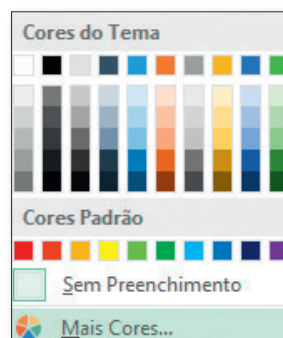 Cores do Tema
Cores Padrão
Sem Preenchimento
Mais Cores...